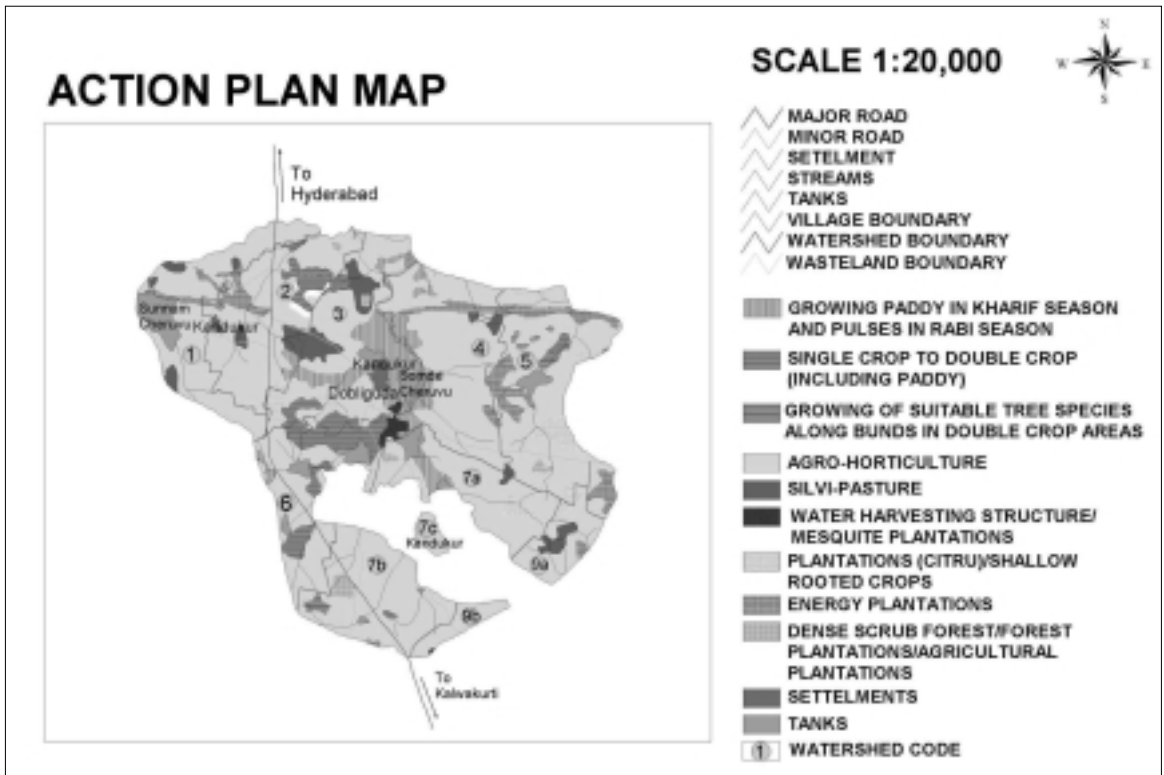 ACTION PLAN MAP
To
Hyderabad
Sunnam
Cheruvu
Kandukur
1
2
3
4
5
Kandukur
Somde
Cheruvu
Dobliguda
6
7a
7c
Kandukur
7b
9a
9b
To
Kalwakurti
SCALE 1:20,000
N
W
E
S
MAJOR ROAD
MINOR ROAD
SETELMENT
STREAMS
TANKS
VILLAGE BOUNDARY
WATERSHED BOUNDARY
WASTELAND BOUNDARY
GROWING PADDY IN KHARIF SEASON
AND PULSES IN RABI SEASON
SINGLE CROP TO DOUBLE CROP
(INCLUDING PADDY)
GROWING OF SUITABLE TREE SPECIES
ALONG BUNDS IN DOUBLE CROP AREAS
AGRO-HORTICULTURE
SILVI-PASTURE
WATER HARVESTING STRUCTURE/
MESQUITE PLANTATIONS
PLANTATIONS (CITRU)/SHALLOW
ROOTED CROPS
ENERGY PLANTATIONS
DENSE SCRUB FOREST/FOREST
PLANTATIONS/AGRICULTURAL
PLANTATIONS
SETTELMENTS
TANKS
1 WATERSHED CODE